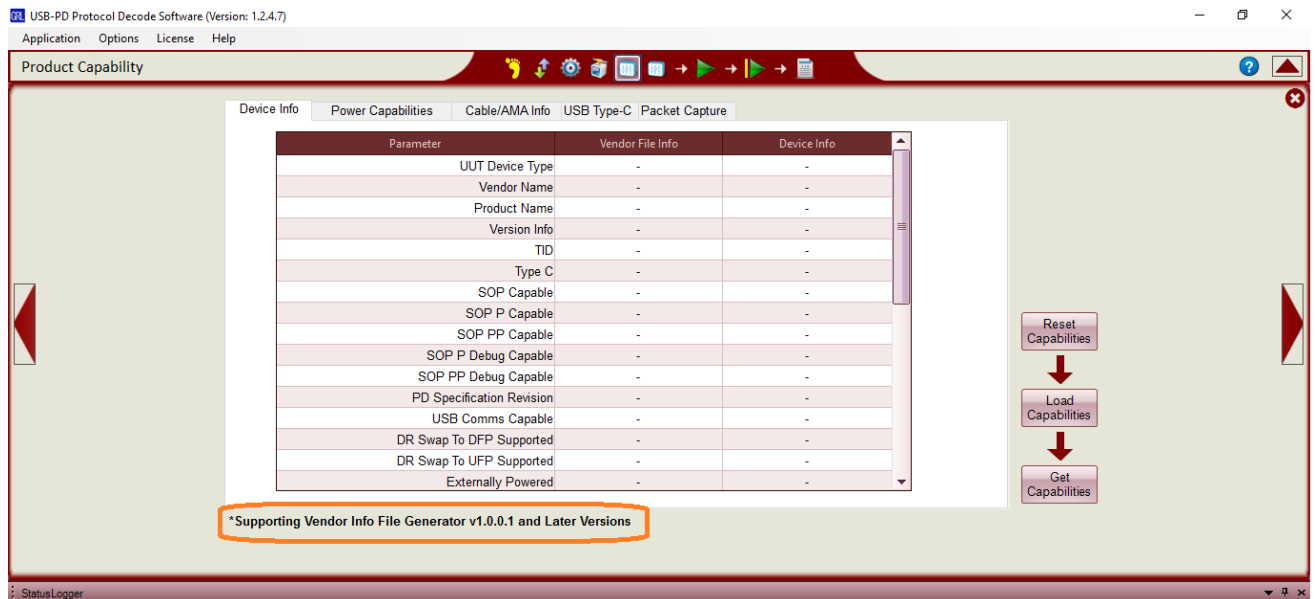 GRL USB-PD Protocol Decode Software (Version: 1.2.4.7)
Application Options License Help
Product Capability
?
Device Info Power Capabilities Cable/AMA Info USB Type-C Packet Capture
Parameter Vendor File Info Device Info
UUT Device Type - -
Vendor Name - -
Product Name - -
Version Info - -
TID - -
Type C - -
SOP Capable - -
SOP P Capable - -
SOP PP Capable - -
SOP P Debug Capable - -
SOP PP Debug Capable - -
PD Specification Revision - -
USB Comms Capable - -
DR Swap To DFP Supported - -
DR Swap To UFP Supported - -
Externally Powered - -
Reset
Capabilities
Load
Capabilities
Get
Capabilities
*Supporting Vendor Info File Generator v1.0.0.1 and Later Versions
StatusLogger